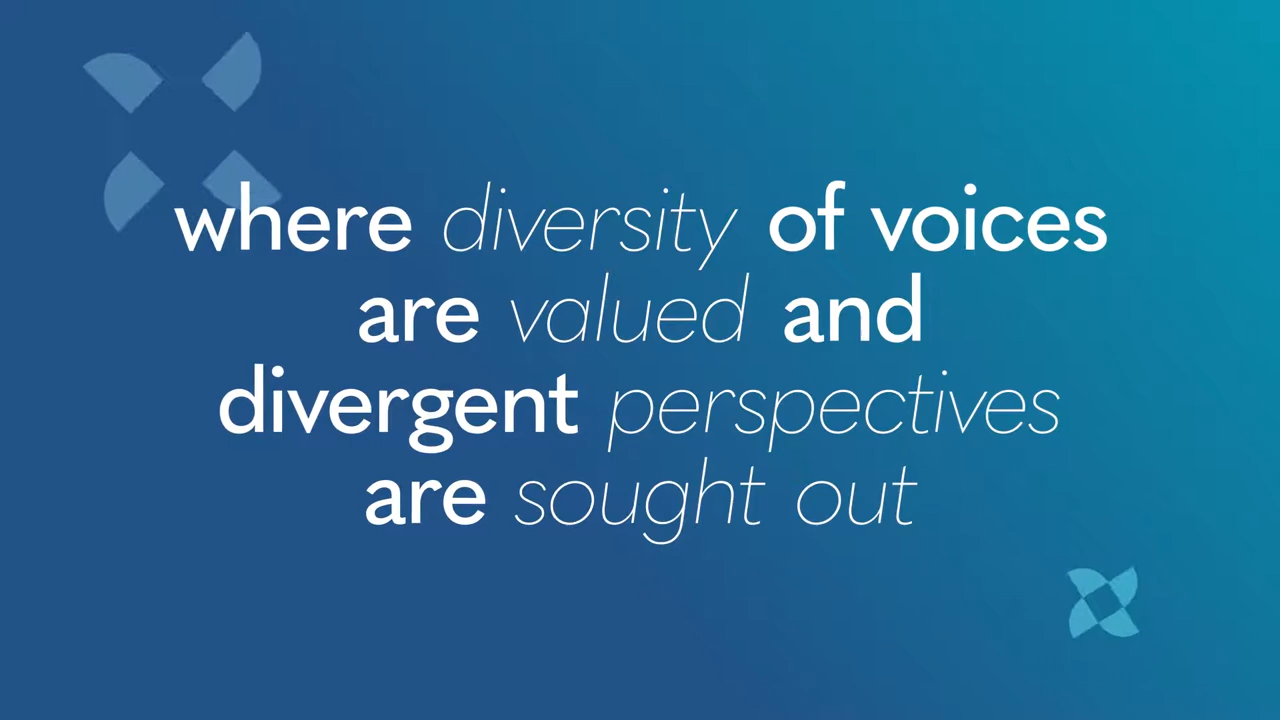 where diversity of voices
are valued and
divergent perspectives
are sought out